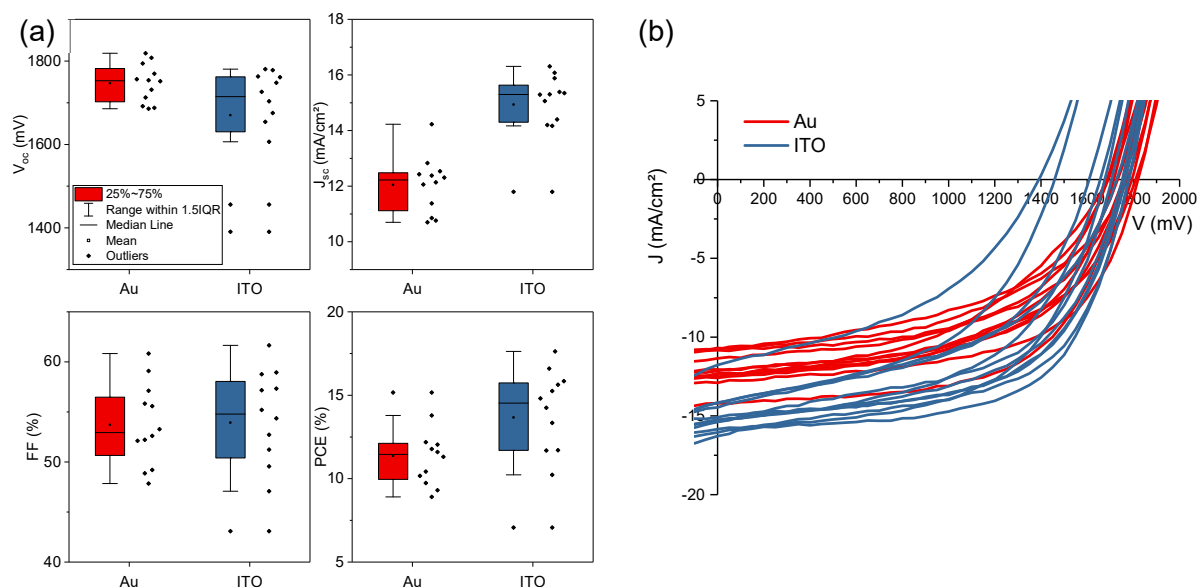 (a)
1800
1600
1400
V_oc (mV)
Au
ITO
25%~75%
Range within 1.5IQR
Median Line
Mean
Outliers
18
16
14
12
10
8
J_sc (mA/cm²)
Au
ITO
60
50
40
FF (%)
Au
ITO
20
15
10
5
PCE (%)
Au
ITO
(b)
5
0
-5
-10
-15
-20
J (mA/cm²)
Au
ITO
0 200 400 600 800 1000 1200 1400 1600 1800 2000
V (mV)